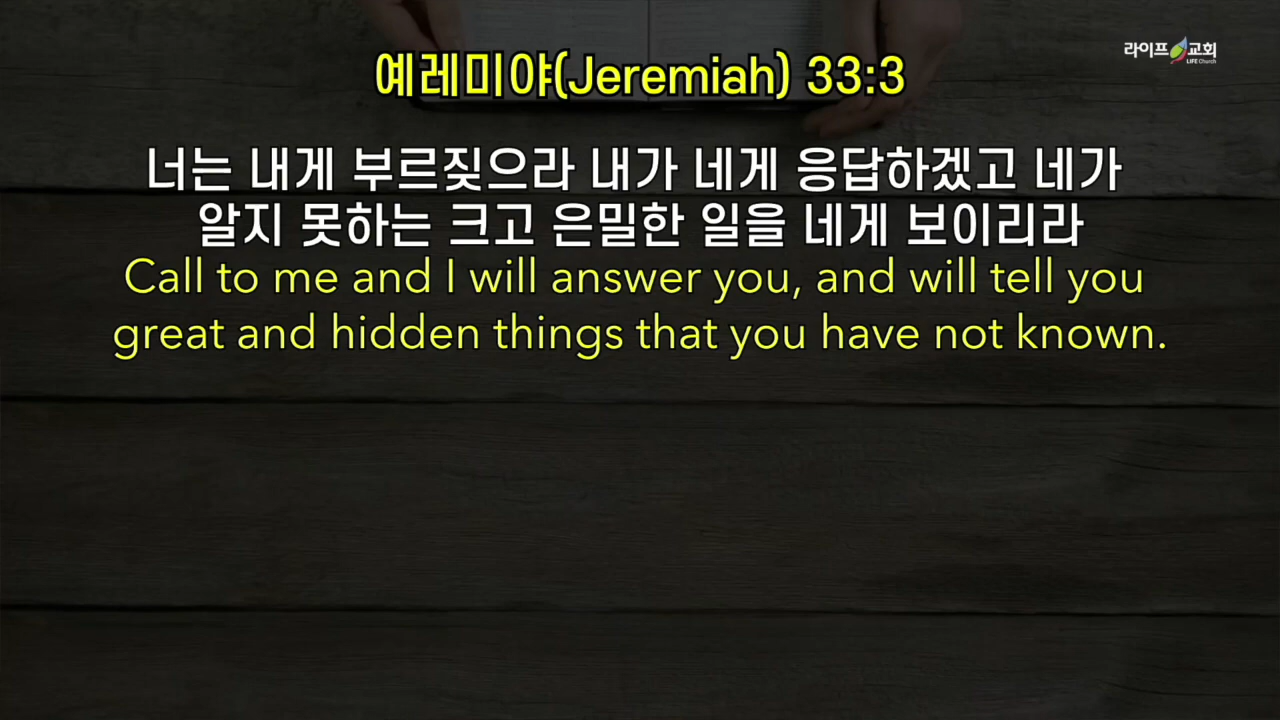 라이프교회
LIFE Church
예레미야(Jeremiah) 33:3
너는 내게 부르짖으라 내가 네게 응답하겠고 네가
알지 못하는 크고 은밀한 일을 네게 보이리라
Call to me and I will answer you, and will tell you
great and hidden things that you have not known.